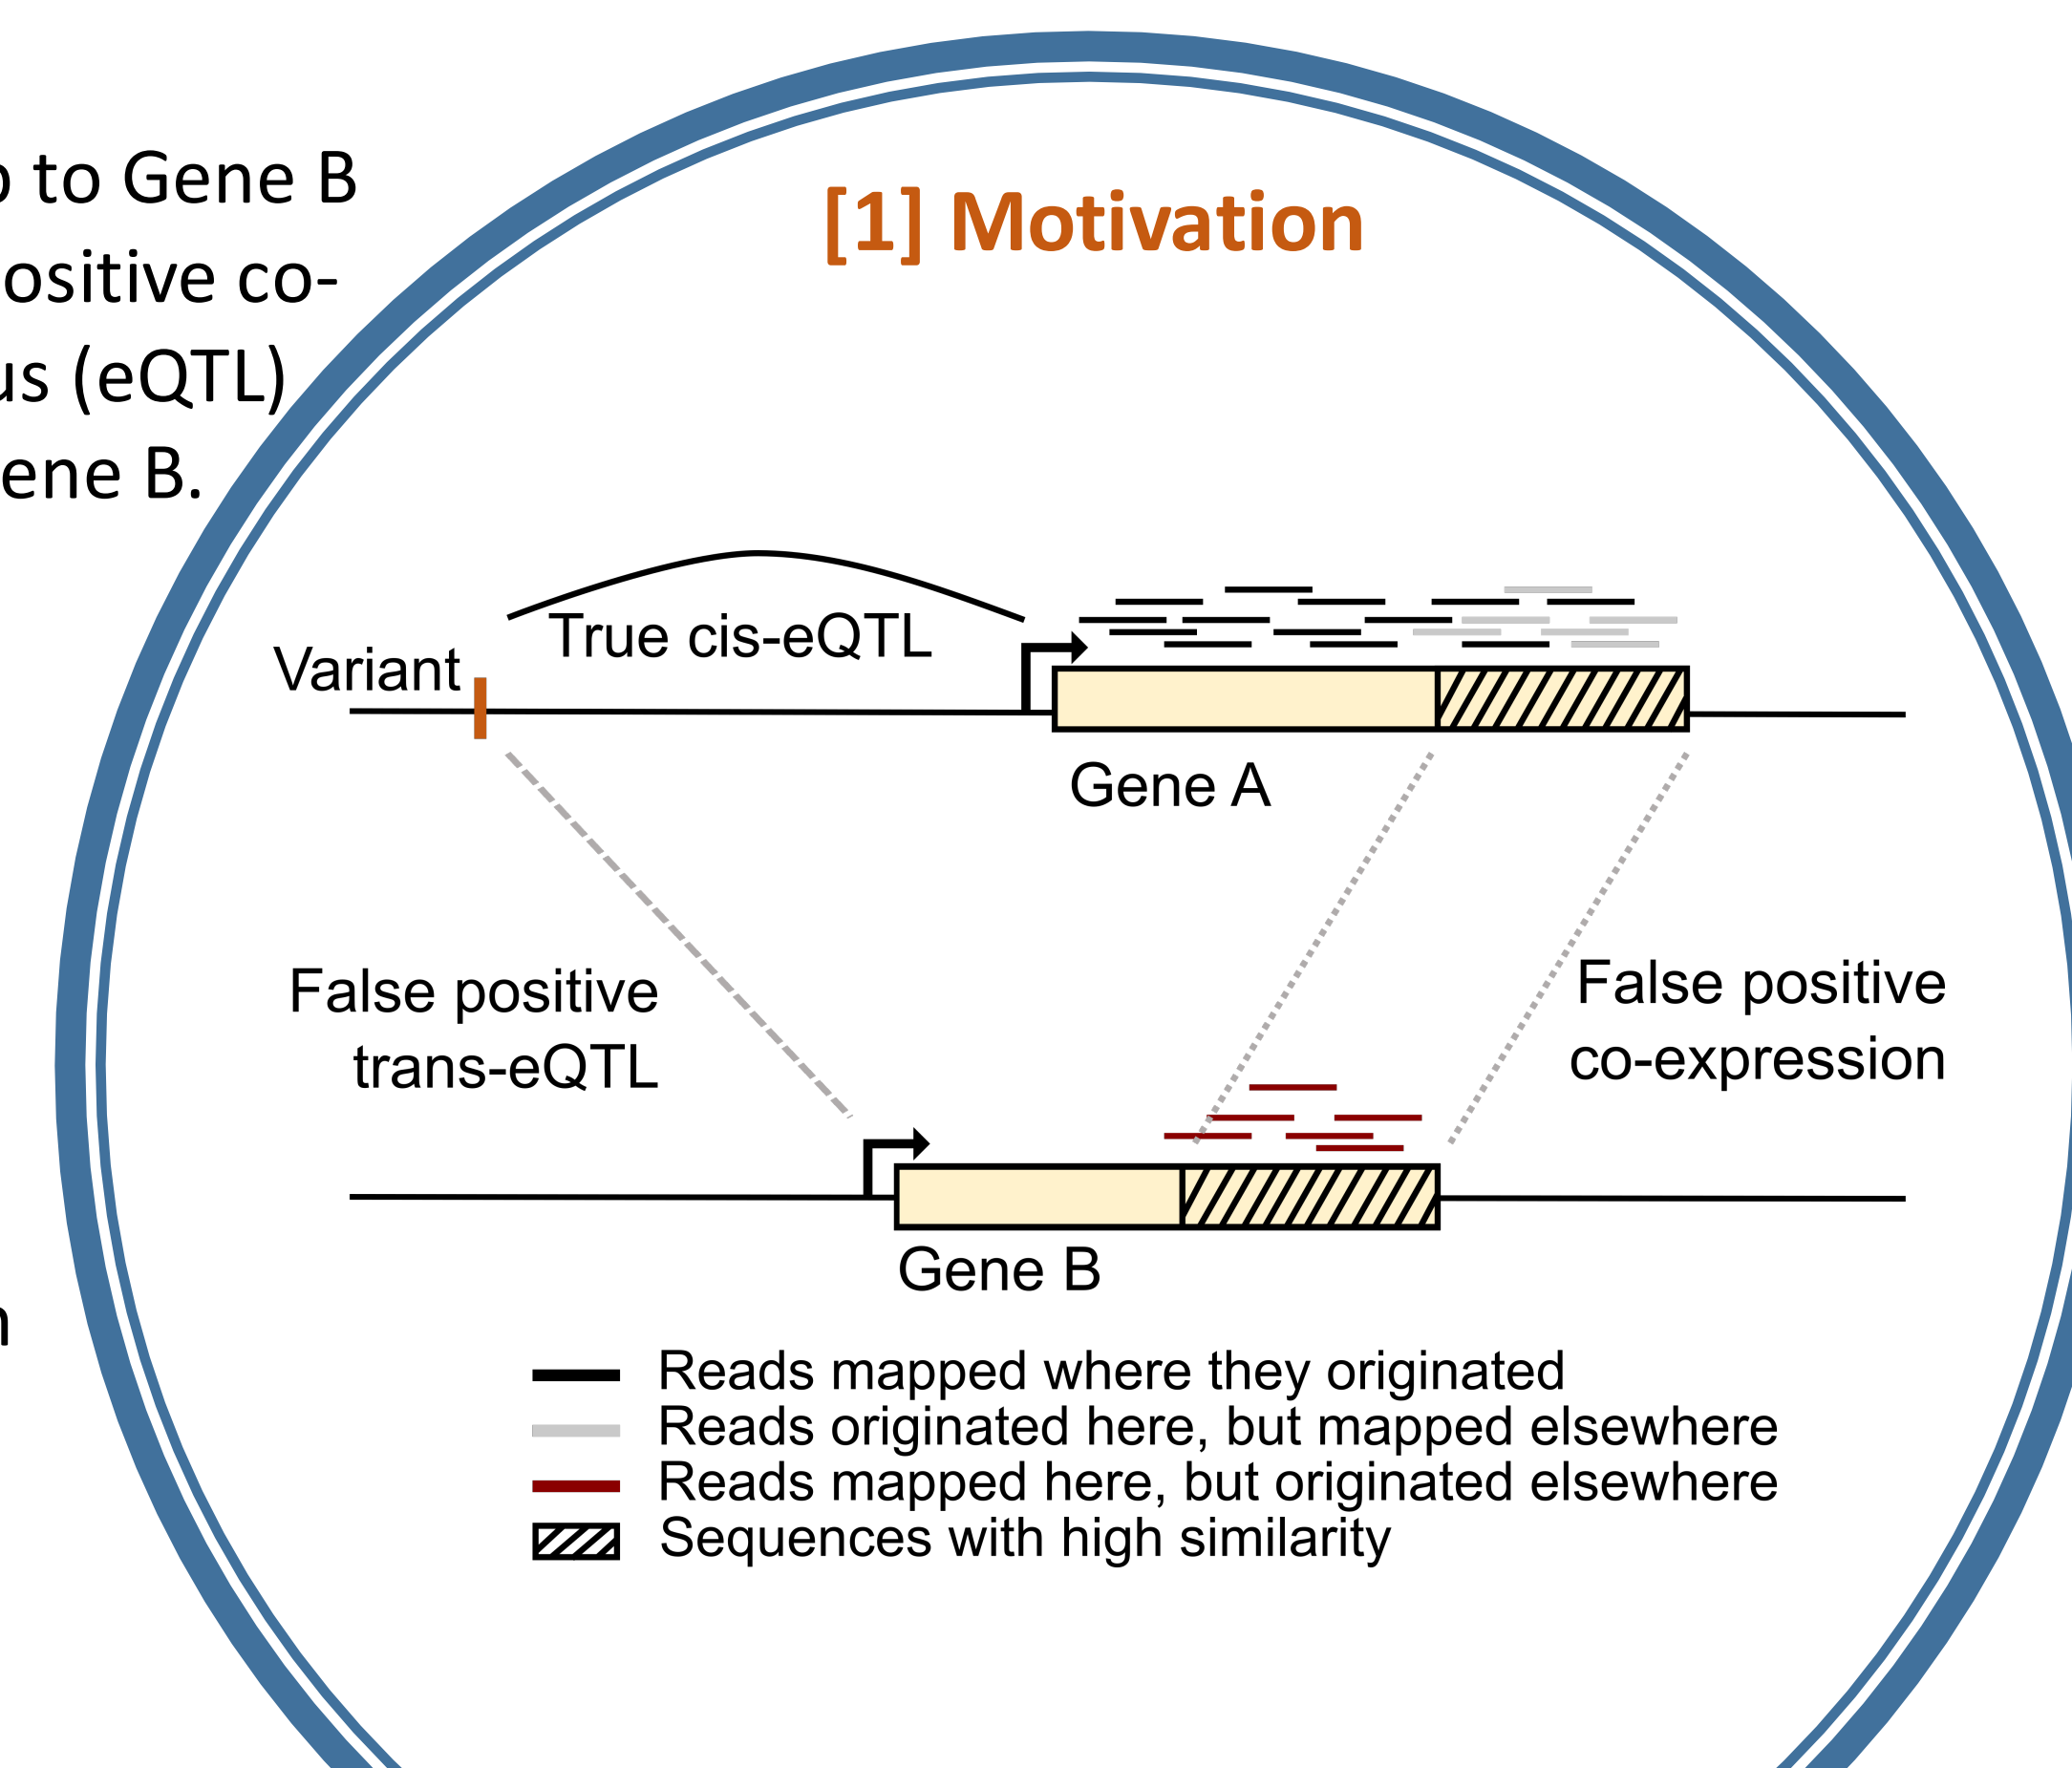 to Gene B
ositive co-
us (eQTL)
ene B.
[1] Motivation
True cis-eQTL
Variant
Gene A
False positive
trans-eQTL
False positive
co-expression
Gene B
Reads mapped where they originated
Reads originated here, but mapped elsewhere
Reads mapped here, but originated elsewhere
Sequences with high similarity